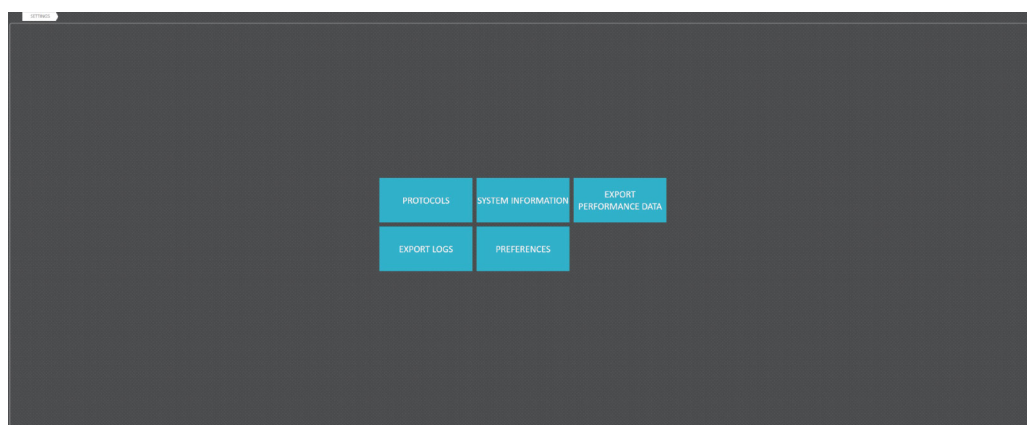 SETTINGS
PROTOCOLS
SYSTEM INFORMATION
EXPORT
PERFORMANCE DATA
EXPORT LOGS
PREFERENCES